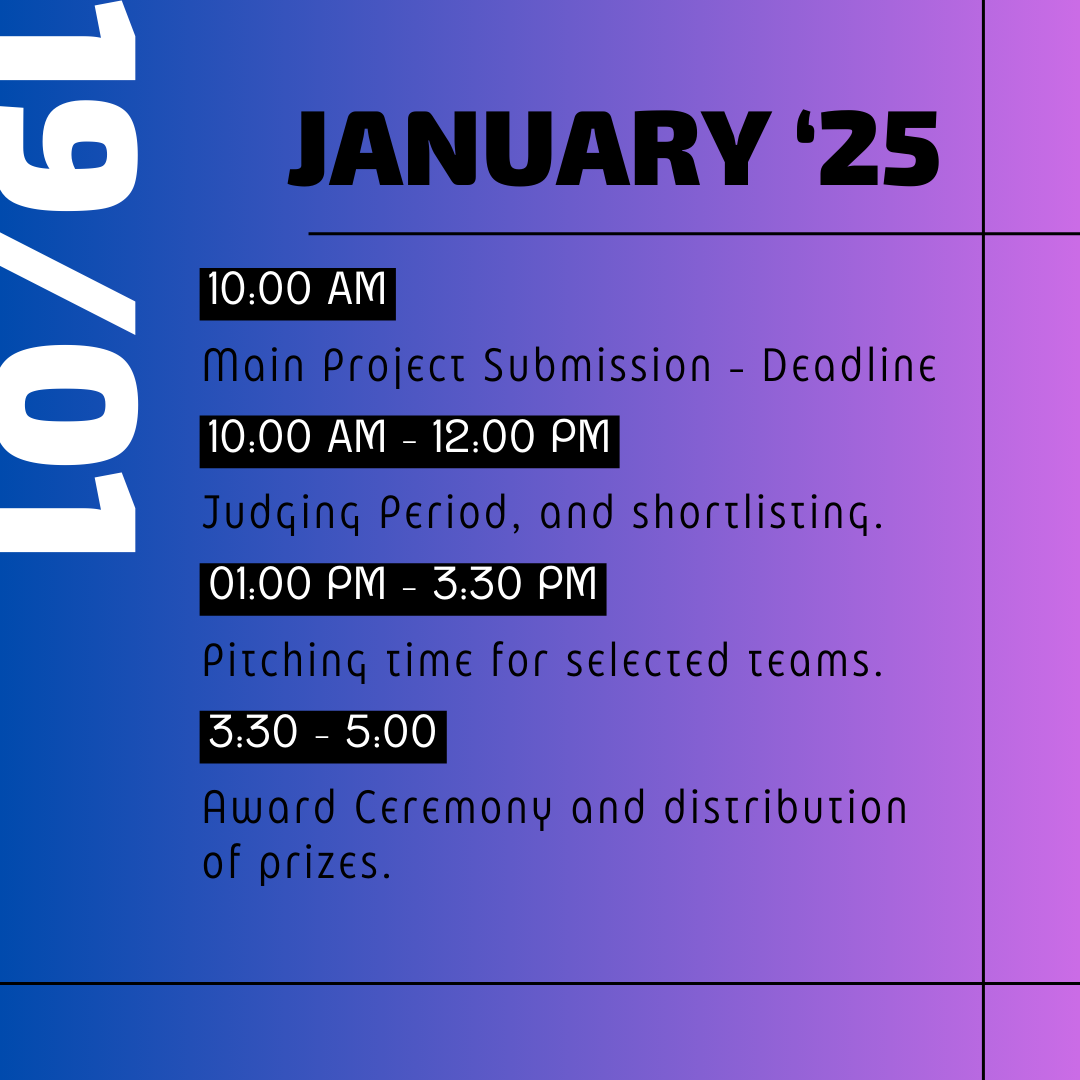 19/01
JANUARY ‘25
10:00 AM
Main Project Submission - Deadline
10:00 AM - 12:00 PM
Judging Period, and shortlisting.
01:00 PM - 3:30 PM
Pitching time for selected teams.
3:30 - 5:00
Award Ceremony and distribution
of prizes.